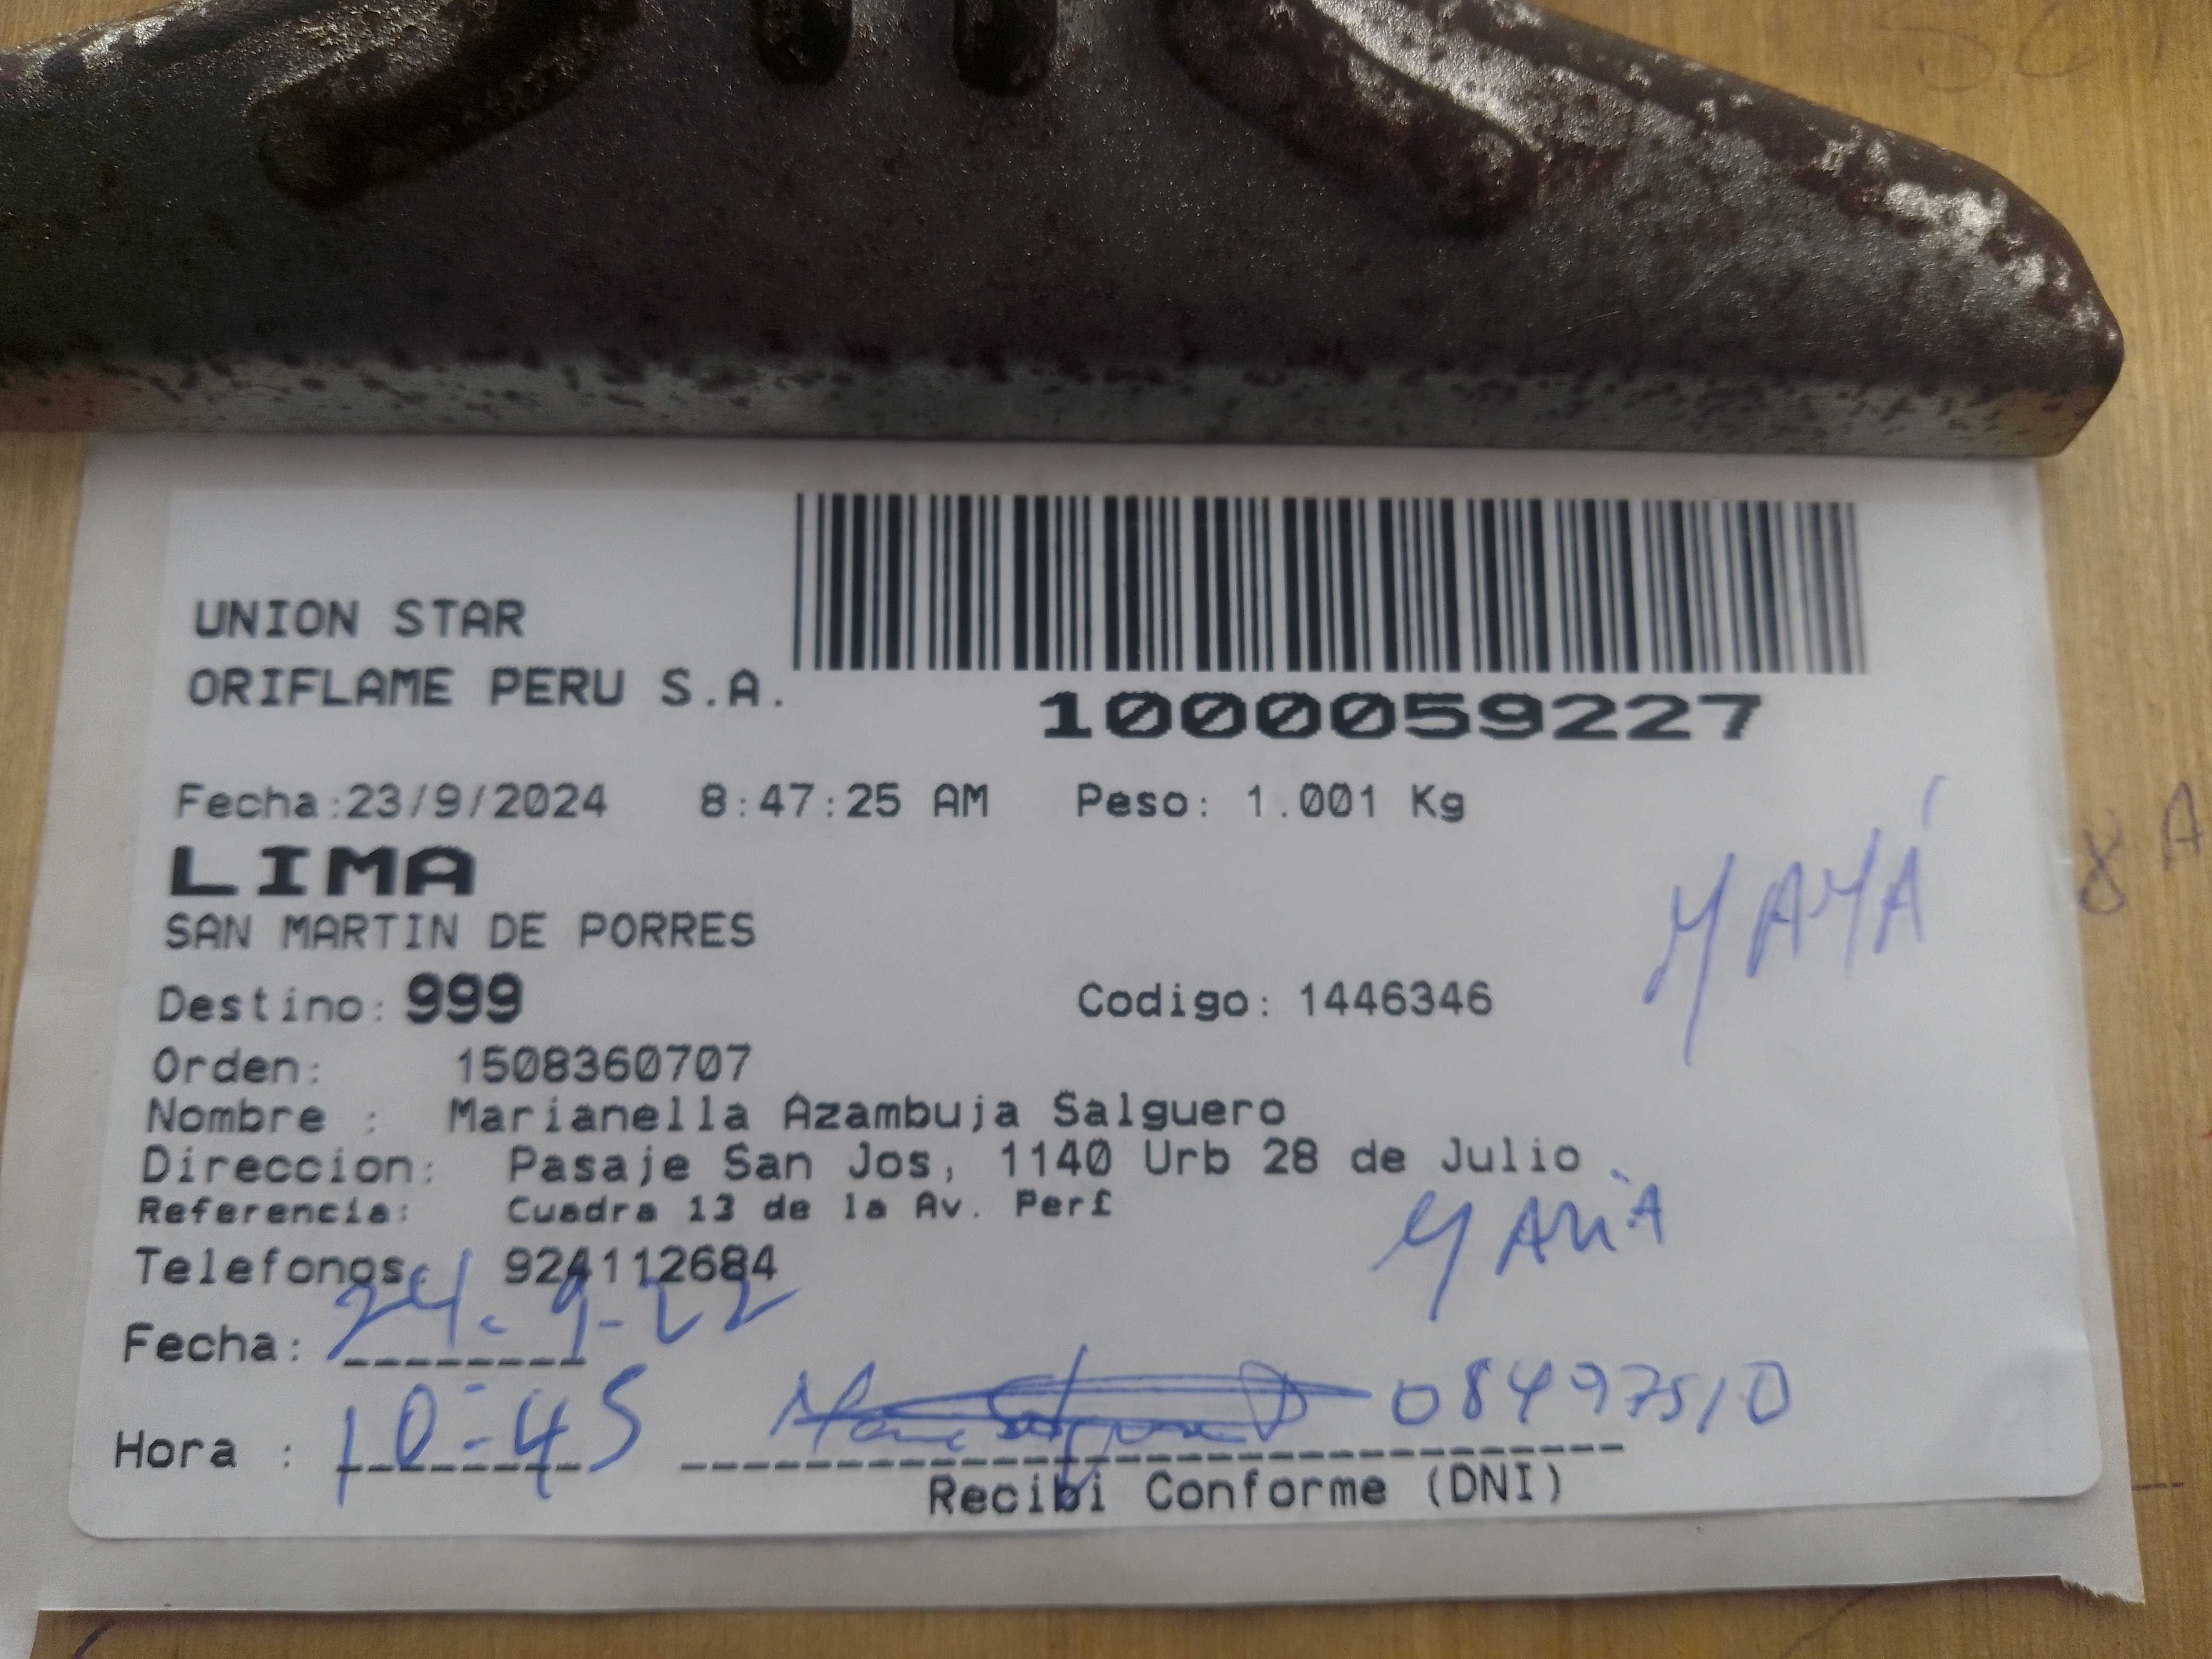 UNION STAR
ORIFLAME PERU S.A.
1000059227
Fecha:23/9/2024 8:47:25 AM Peso: 1.001 Kg
LIMA
SAN MARTIN DE PORRES
MAMÁ
Destino: 999 Codigo: 1446346
Orden: 1508360707
Nombre : Marianella Azambuja Salguero
Direccion: Pasaje San Jos, 1140 Urb 28 de Julio
Referencia: Cuadra 13 de la Av. Per£
MARÍA
Telefonos: 924112684
Fecha: 24-9-22
Hora : 10:45 08497510
Recibi Conforme (DNI)